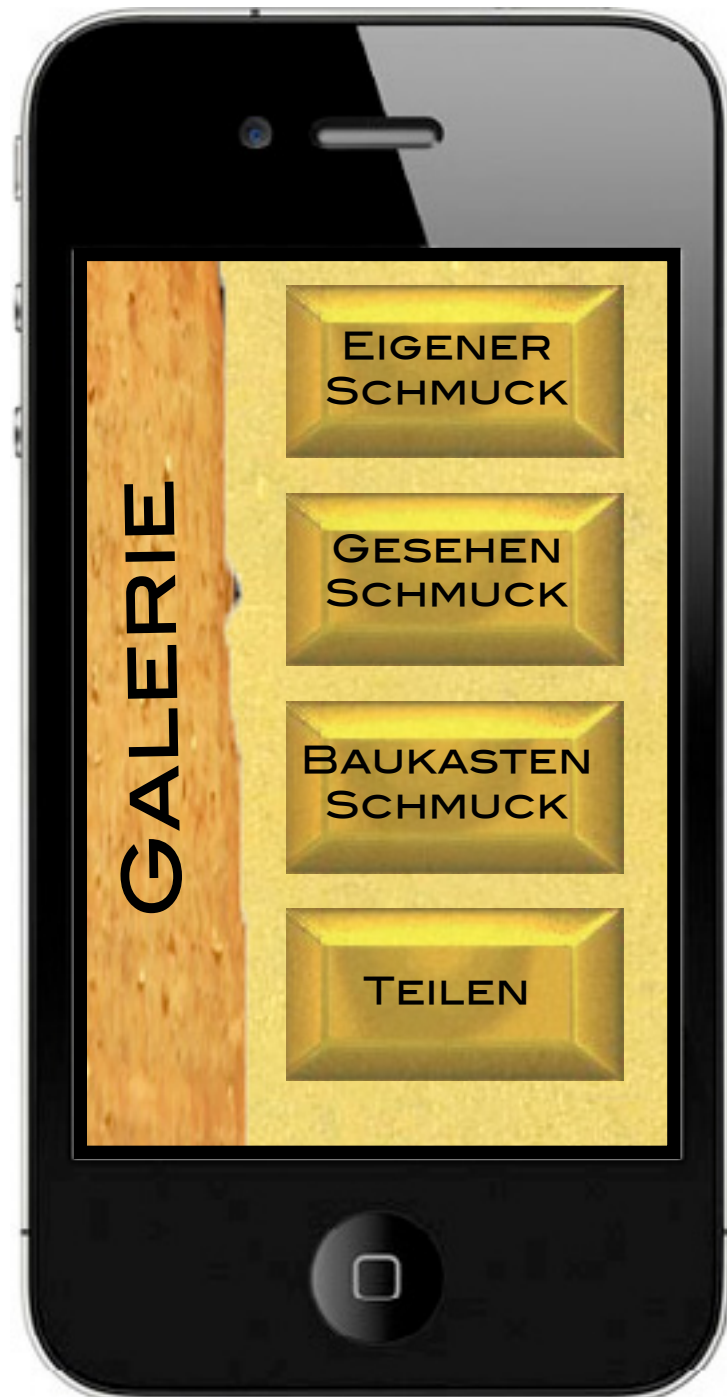 GALERIE
EIGENER
SCHMUCK
GESEHEN
SCHMUCK
BAUKASTEN
SCHMUCK
TEILEN